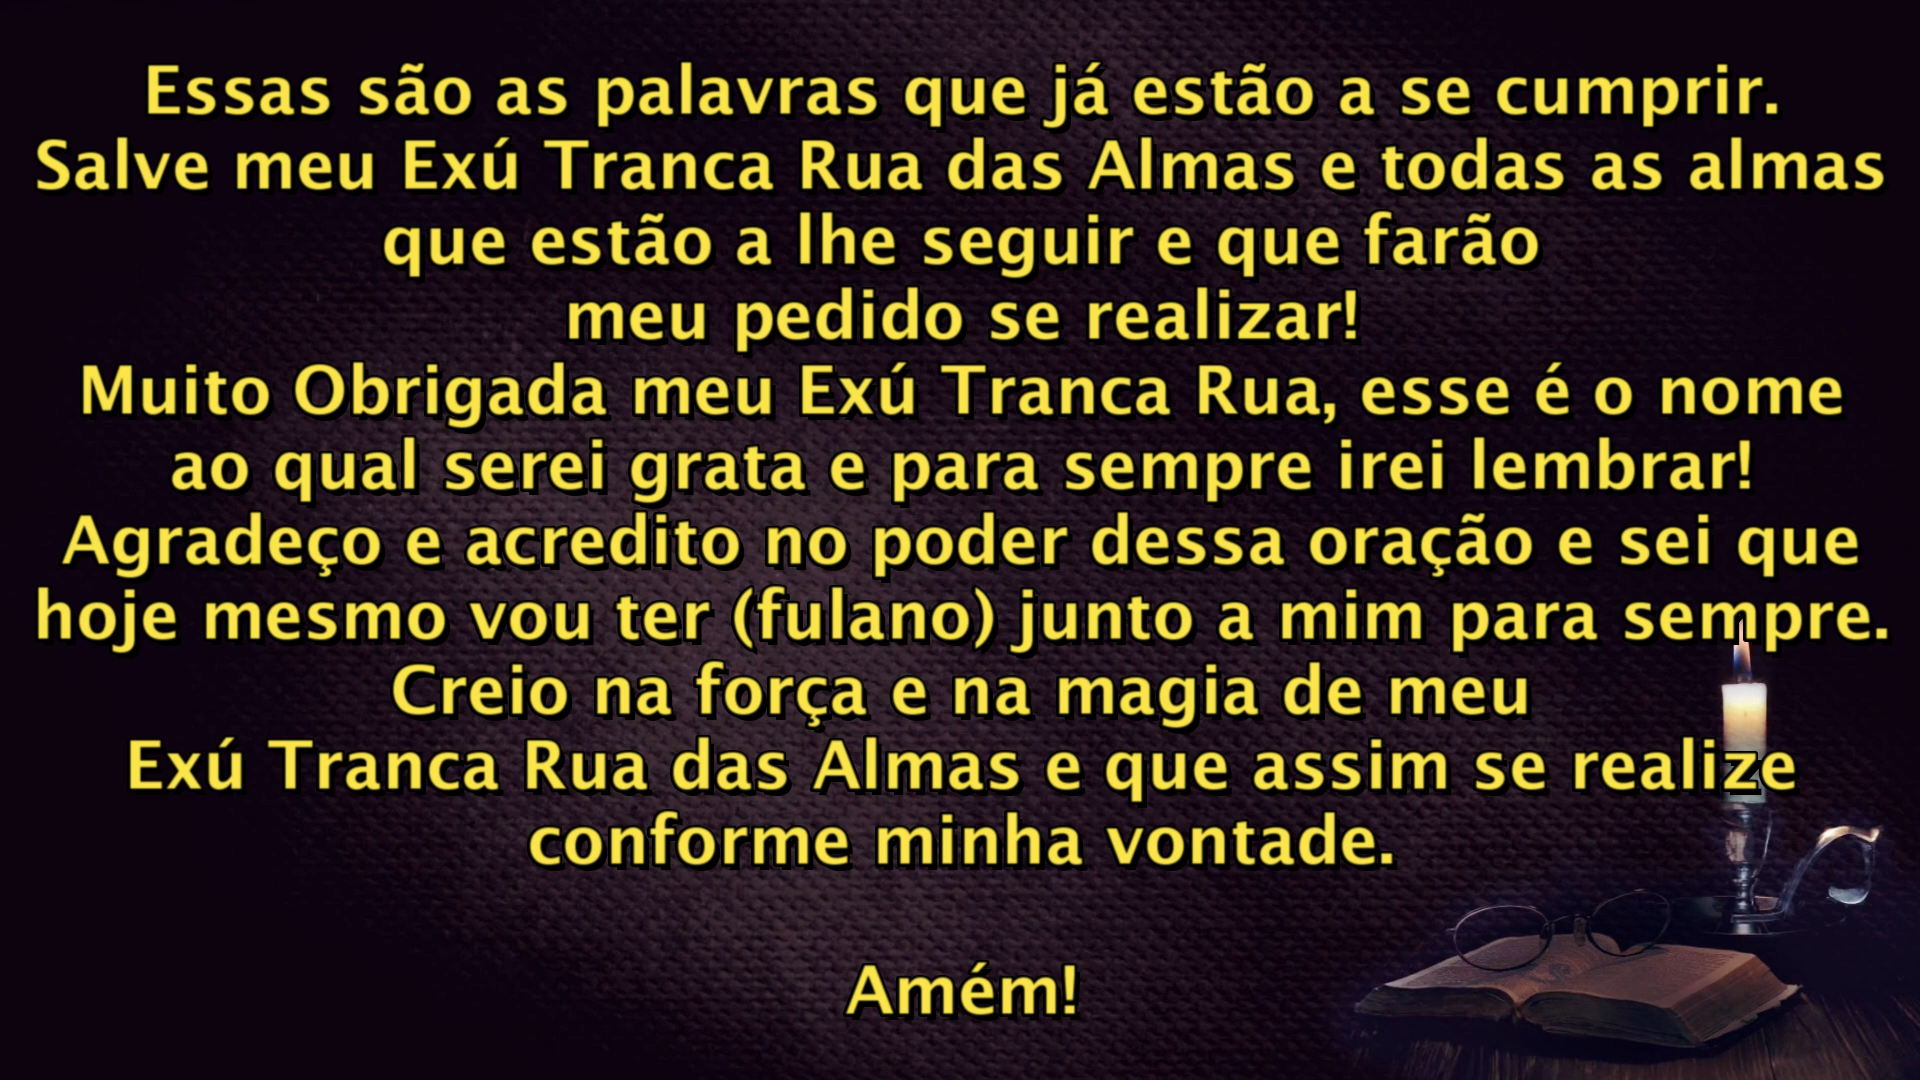 Essas são as palavras que já estão a se cumprir.
Salve meu Exú Tranca Rua das Almas e todas as almas
que estão a lhe seguir e que farão
meu pedido se realizar!
Muito Obrigada meu Exú Tranca Rua, esse é o nome
ao qual serei grata e para sempre irei lembrar!
Agradeço e acredito no poder dessa oração e sei que
hoje mesmo vou ter (fulano) junto a mim para sempre.
Creio na força e na magia de meu
Exú Tranca Rua das Almas e que assim se realize
conforme minha vontade.
Amém!